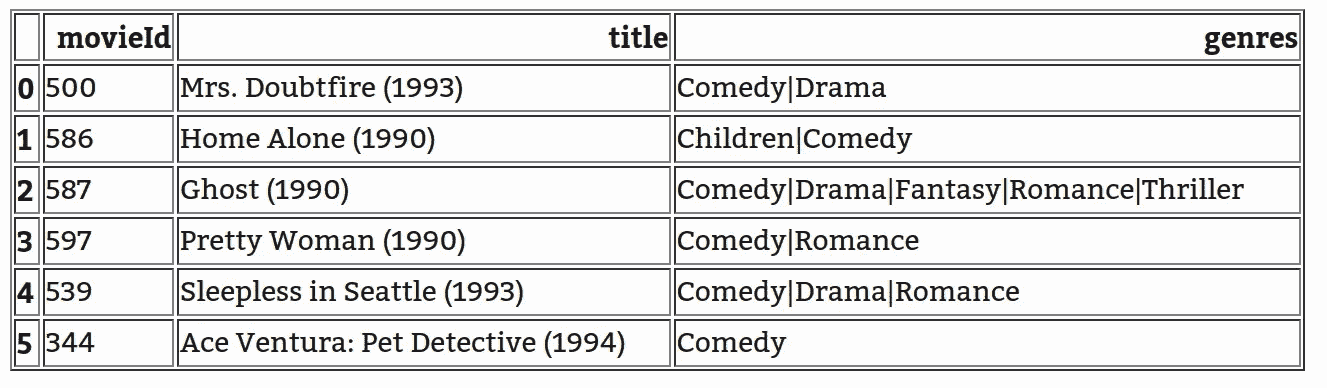 movieId title genres
0 500 Mrs. Doubtfire (1993) Comedy|Drama
1 586 Home Alone (1990) Children|Comedy
2 587 Ghost (1990) Comedy|Drama|Fantasy|Romance|Thriller
3 597 Pretty Woman (1990) Comedy|Romance
4 539 Sleepless in Seattle (1993) Comedy|Drama|Romance
5 344 Ace Ventura: Pet Detective (1994) Comedy